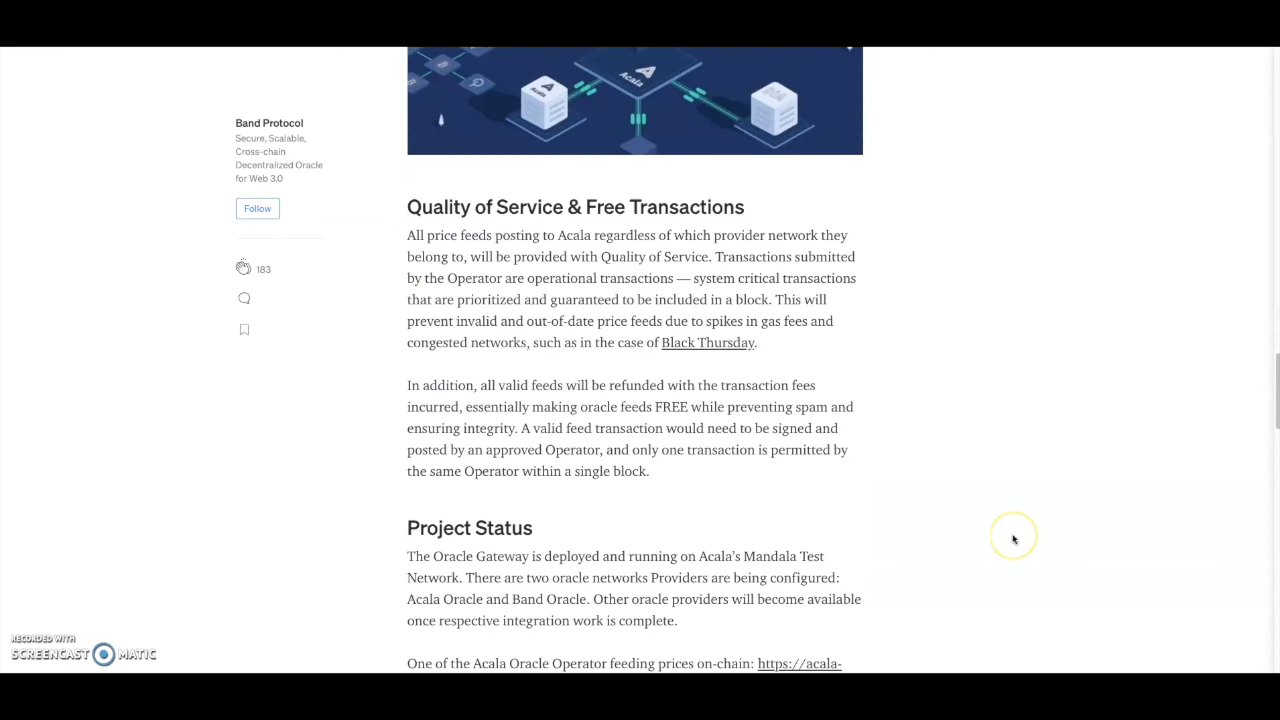 Acala
Band Protocol
Secure, Scalable,
Cross-chain
Decentralized Oracle
for Web 3.0
Follow
183
Quality of Service & Free Transactions
All price feeds posting to Acala regardless of which provider network they
belong to, will be provided with Quality of Service. Transactions submitted
by the Operator are operational transactions — system critical transactions
that are prioritized and guaranteed to be included in a block. This will
prevent invalid and out-of-date price feeds due to spikes in gas fees and
congested networks, such as in the case of Black Thursday.
In addition, all valid feeds will be refunded with the transaction fees
incurred, essentially making oracle feeds FREE while preventing spam and
ensuring integrity. A valid feed transaction would need to be signed and
posted by an approved Operator, and only one transaction is permitted by
the same Operator within a single block.
Project Status
The Oracle Gateway is deployed and running on Acala's Mandala Test
Network. There are two oracle networks Providers are being configured:
Acala Oracle and Band Oracle. Other oracle providers will become available
once respective integration work is complete.
One of the Acala Oracle Operator feeding prices on-chain: https://acala-
RECORDED WITH
SCREENCAST MATIC